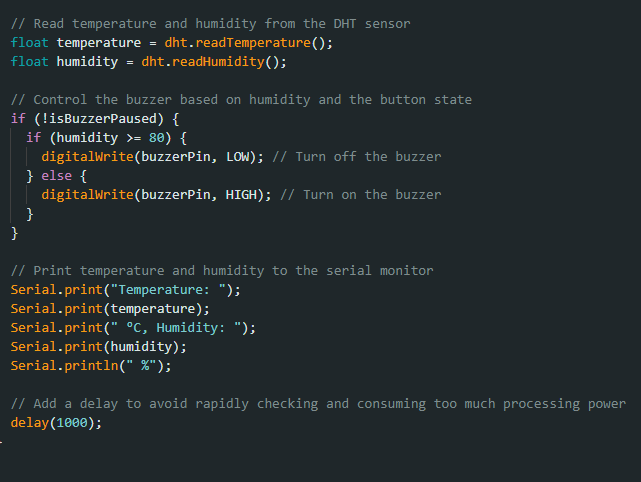 // Read temperature and humidity from the DHT sensor
float temperature = dht.readTemperature();
float humidity = dht.readHumidity();

// Control the buzzer based on humidity and the button state
if (!isBuzzerPaused) {
  if (humidity >= 80) {
    digitalWrite(buzzerPin, LOW); // Turn off the buzzer
  } else {
    digitalWrite(buzzerPin, HIGH); // Turn on the buzzer
  }
}

// Print temperature and humidity to the serial monitor
Serial.print("Temperature: ");
Serial.print(temperature);
Serial.print(" ºC, Humidity: ");
Serial.print(humidity);
Serial.println(" %");

// Add a delay to avoid rapidly checking and consuming too much processing power
delay(1000);